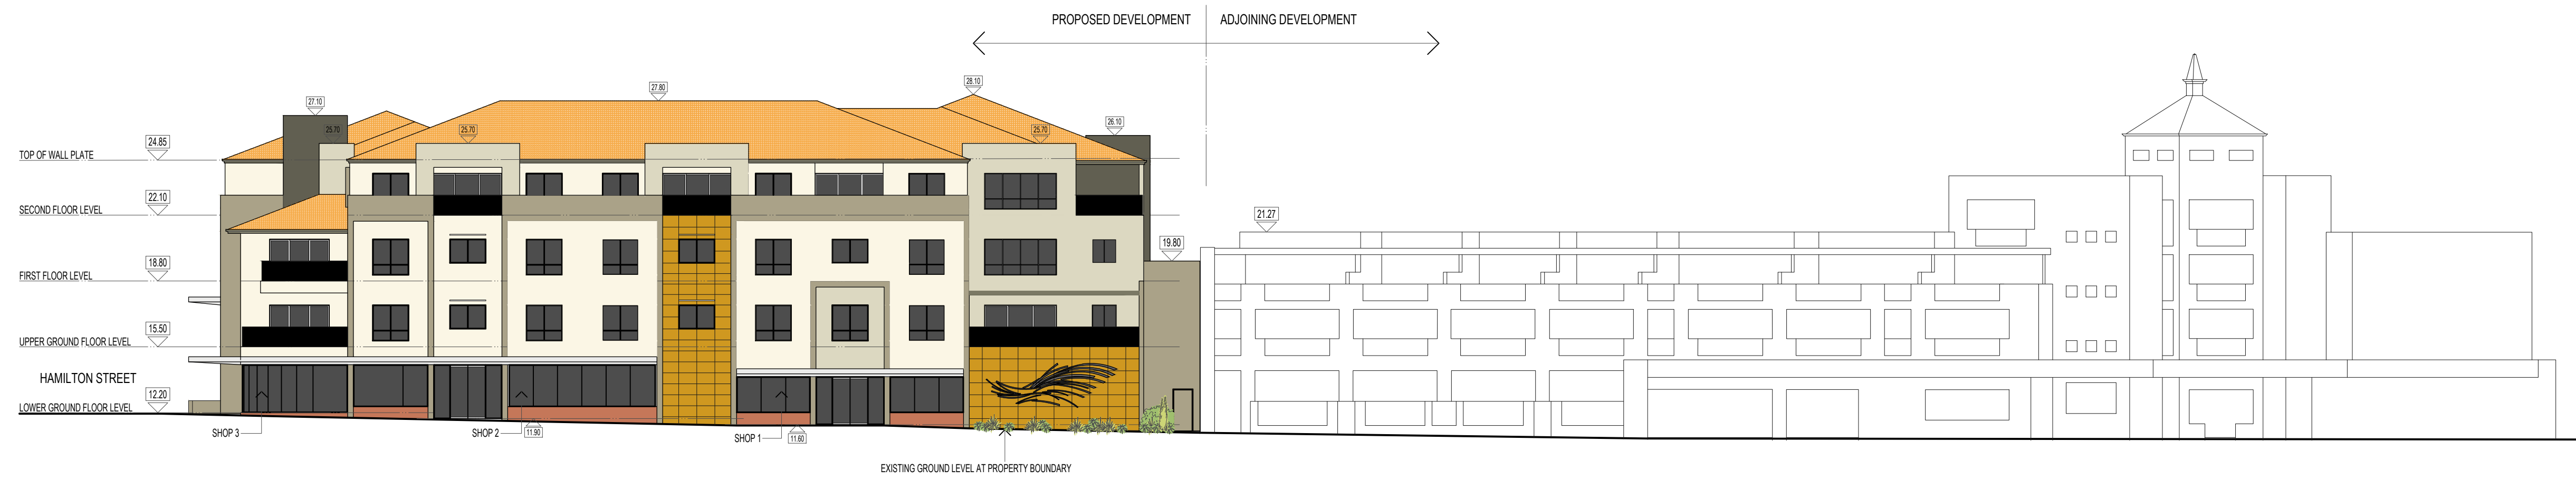 PROPOSED DEVELOPMENT
ADJOINING DEVELOPMENT
28.10
27.80
27.10
26.10
25.70
25.70
25.70
24.85
TOP OF WALL PLATE
22.10
SECOND FLOOR LEVEL
21.27
19.80
18.80
FIRST FLOOR LEVEL
15.50
UPPER GROUND FLOOR LEVEL
HAMILTON STREET
12.20
LOWER GROUND FLOOR LEVEL
SHOP 3
SHOP 2
11.90
SHOP 1
11.60
EXISTING GROUND LEVEL AT PROPERTY BOUNDARY